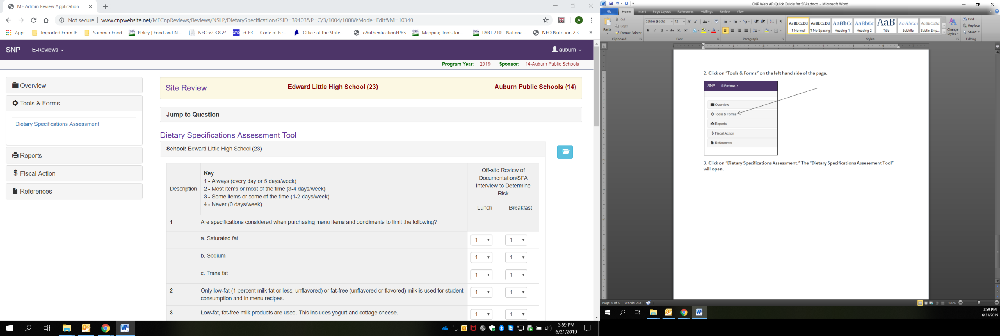 ME Admin Review Application
Not secure | www.cnpwebsite.net/MECnpReviews/Reviews/NSLP/DietarySpecifications?SID=39403&P=C/3/1004/1008&Mode=Edit&M=10340
A
Apps Imported From IE Summer Food Policy | Food and N... NEO v2.3.8.24 eCFR — Code of Fe... Office of the State... eAuthenticationFPRS Mapping Tools for... PART 210—Nationa... NEO Nutrition 2.3 »
SNP E-Reviews auburn
Program Year: 2019 Sponsor: 14-Auburn Public Schools
Overview
Tools & Forms
Dietary Specifications Assessment
Reports
$ Fiscal Action
References
Site Review Edward Little High School (23) Auburn Public Schools (14)
Jump to Question
Dietary Specifications Assessment Tool
School: Edward Little High School (23)
Description
Key
1 - Always (every day or 5 days/week)
2 - Most items or most of the time (3-4 days/week)
3 - Some items or some of the time (1-2 days/week)
4 - Never (0 days/week)
Off-site Review of
Documentation/SFA
Interview to Determine
Risk
Lunch Breakfast
1 Are specifications considered when purchasing menu items and condiments to limit the following?
a. Saturated fat 1 1
b. Sodium 1 1
c. Trans fat 1 1
2 Only low-fat (1 percent milk fat or less, unflavored) or fat-free (unflavored or flavored) milk is used for student 1 1
consumption and in menu recipes.
3 Low-fat, fat-free milk products are used. This includes yogurt and cottage cheese. 1 1
3:59 PM
6/21/2019
CNP Web AR Quick Guide for SFAs.docx - Microsoft Word
File Home Insert Page Layout References Mailings Review View
Paste
Cut
Copy
Format Painter
Clipboard
Calibri (Body) 12
Font
Paragraph
AaBbCcDd AaBbCcDd AaBbCc AaBbCc AaB AaBbCc AaBbCcDd
¶ Normal ¶ No Spacing Heading 1 Heading 2 Title Subtitle Subtle Emp...
Change
Styles
Styles
Find
Replace
Select
Editing
2. Click on "Tools & Forms" on the left hand side of the page.
SNP E-Reviews
Overview
Tools & Forms
Reports
$ Fiscal Action
References
3. Click on "Dietary Specifications Assessment." The "Dietary Specifications Assesement Tool"
will open.
Page: 5 of 5 Words: 284 100%
3:59 PM
6/21/2019